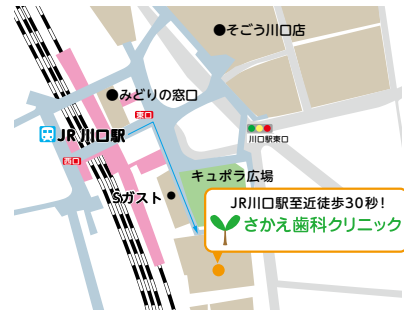 ●そごう川口店
●みどりの窓口
東口
JR川口駅
川口駅東口
西口
キュポラ広場
Sガスト●
JR川口駅至近徒歩30秒!
さかえ歯科クリニック